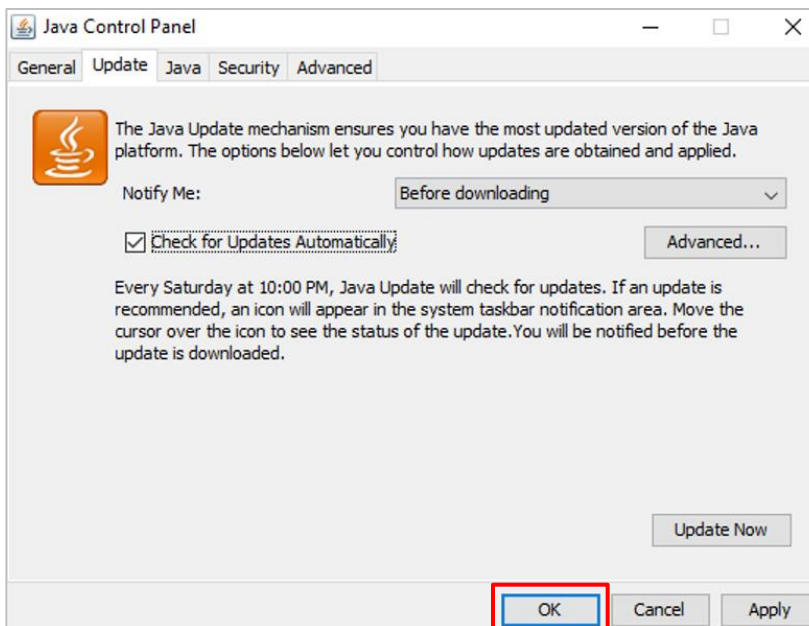 Java Control Panel
General Update Java Security Advanced
The Java Update mechanism ensures you have the most updated version of the Java
platform. The options below let you control how updates are obtained and applied.
Notify Me: Before downloading
Check for Updates Automatically Advanced...
Every Saturday at 10:00 PM, Java Update will check for updates. If an update is
recommended, an icon will appear in the system taskbar notification area. Move the
cursor over the icon to see the status of the update.You will be notified before the
update is downloaded.
Update Now
OK Cancel Apply